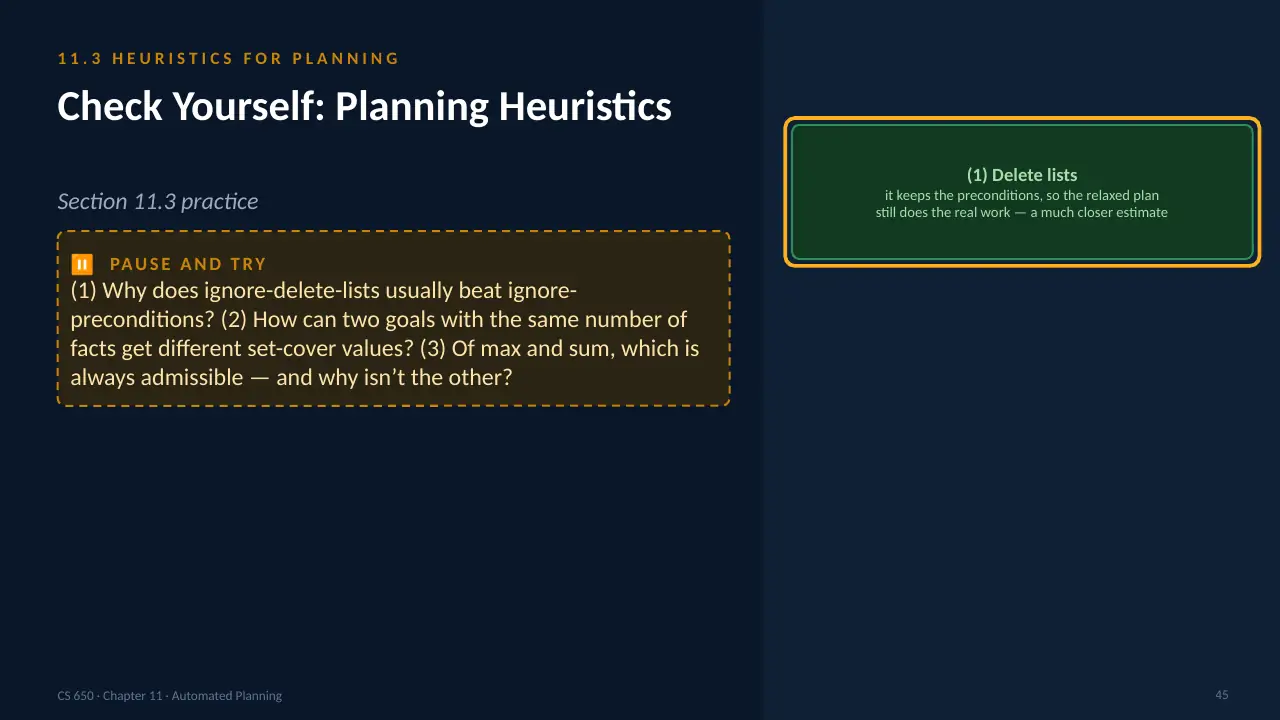 11.3 HEURISTICS FOR PLANNING
Check Yourself: Planning Heuristics
Section 11.3 practice
⏸ PAUSE AND TRY
(1) Why does ignore-delete-lists usually beat ignore-
preconditions? (2) How can two goals with the same number of
facts get different set-cover values? (3) Of max and sum, which is
always admissible — and why isn’t the other?
(1) Delete lists
it keeps the preconditions, so the relaxed plan
still does the real work — a much closer estimate
CS 650 · Chapter 11 · Automated Planning
45